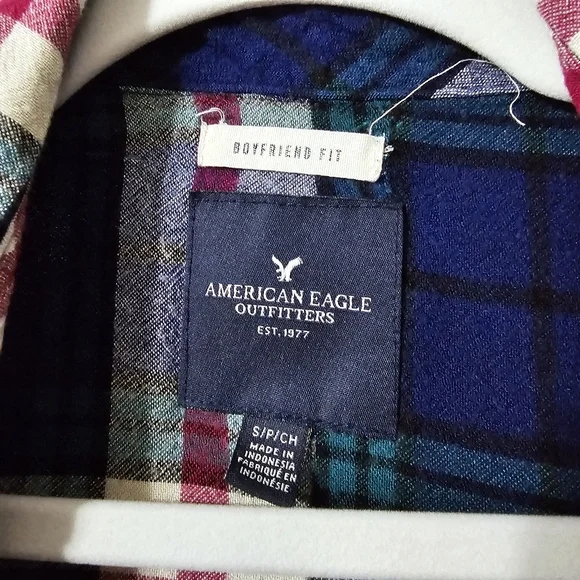 BOYFRIEND FIT
AMERICAN EAGLE
OUTFITTERS
EST. 1977
S/P/CH
MADE IN
INDONESIA
FABRIQUÉ EN
INDONÉSIE